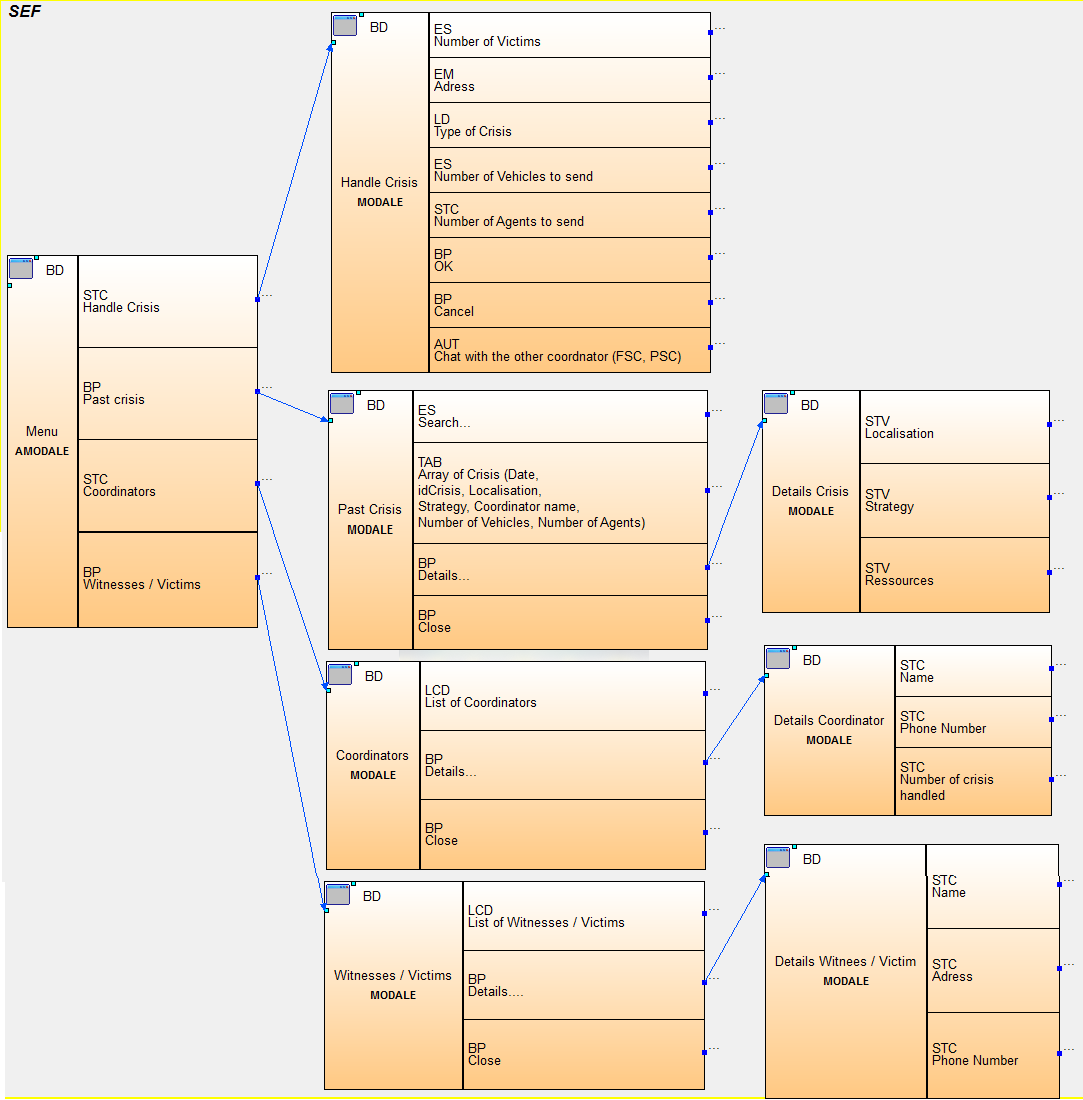 SEF
BD
Menu
AMODALE
STC
Handle Crisis
BP
Past crisis
STC
Coordinators
BP
Witnesses / Victims
BD
Handle Crisis
MODALE
ES
Number of Victims
EM
Adress
LD
Type of Crisis
ES
Number of Vehicles to send
STC
Number of Agents to send
BP
OK
BP
Cancel
AUT
Chat with the other coordnator (FSC, PSC)
BD
Past Crisis
MODALE
ES
Search...
TAB
Array of Crisis (Date,
idCrisis, Localisation,
Strategy, Coordinator name,
Number of Vehicles, Number of Agents)
BP
Details...
BP
Close
BD
Details Crisis
MODALE
STV
Localisation
STV
Strategy
STV
Ressources
BD
Coordinators
MODALE
LCD
List of Coordinators
BP
Details...
BP
Close
BD
Details Coordinator
MODALE
STC
Name
STC
Phone Number
STC
Number of crisis
handled
BD
Witnesses / Victims
MODALE
LCD
List of Witnesses / Victims
BP
Details....
BP
Close
BD
Details Witnees / Victim
MODALE
STC
Name
STC
Adress
STC
Phone Number